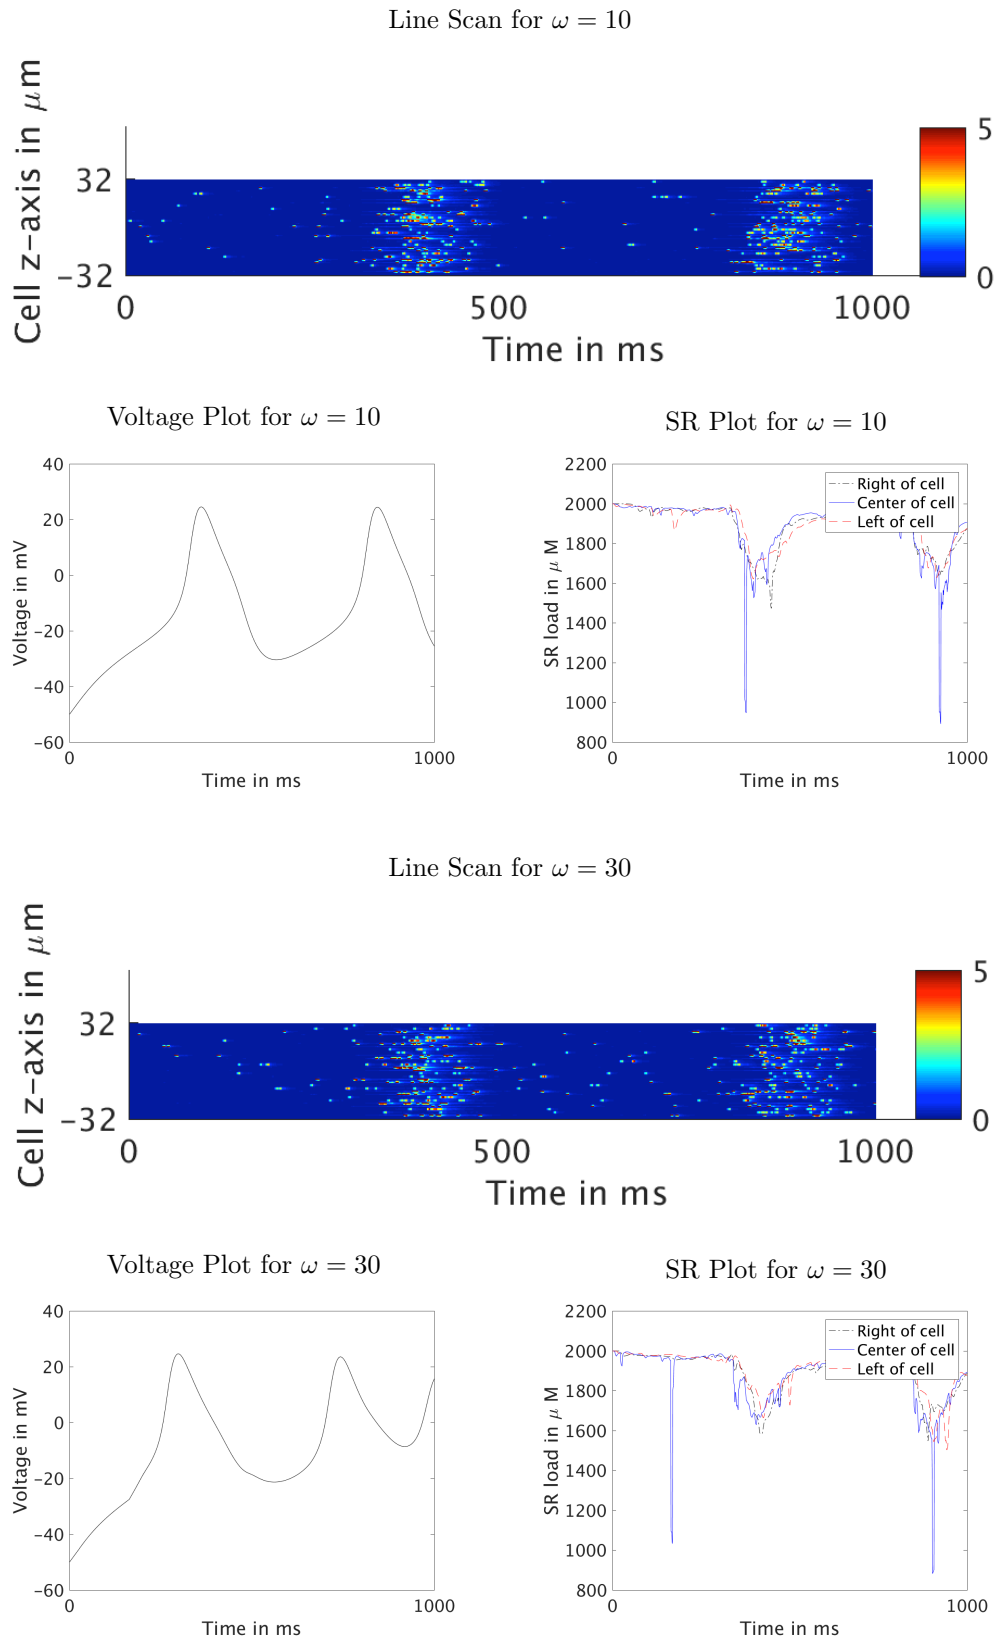 Line Scan for ω = 10
Cell z−axis in μm
32
−32
0
500
1000
Time in ms
5
0
Voltage Plot for ω = 10
Voltage in mV
40
20
0
−20
−40
−60
0
1000
Time in ms
SR Plot for ω = 10
SR load in μ M
2200
2000
1800
1600
1400
1200
1000
800
0
1000
Time in ms
Right of cell
Center of cell
Left of cell
Line Scan for ω = 30
Cell z−axis in μm
32
−32
0
500
1000
Time in ms
5
0
Voltage Plot for ω = 30
Voltage in mV
40
20
0
−20
−40
−60
0
1000
Time in ms
SR Plot for ω = 30
SR load in μ M
2200
2000
1800
1600
1400
1200
1000
800
0
1000
Time in ms
Right of cell
Center of cell
Left of cell